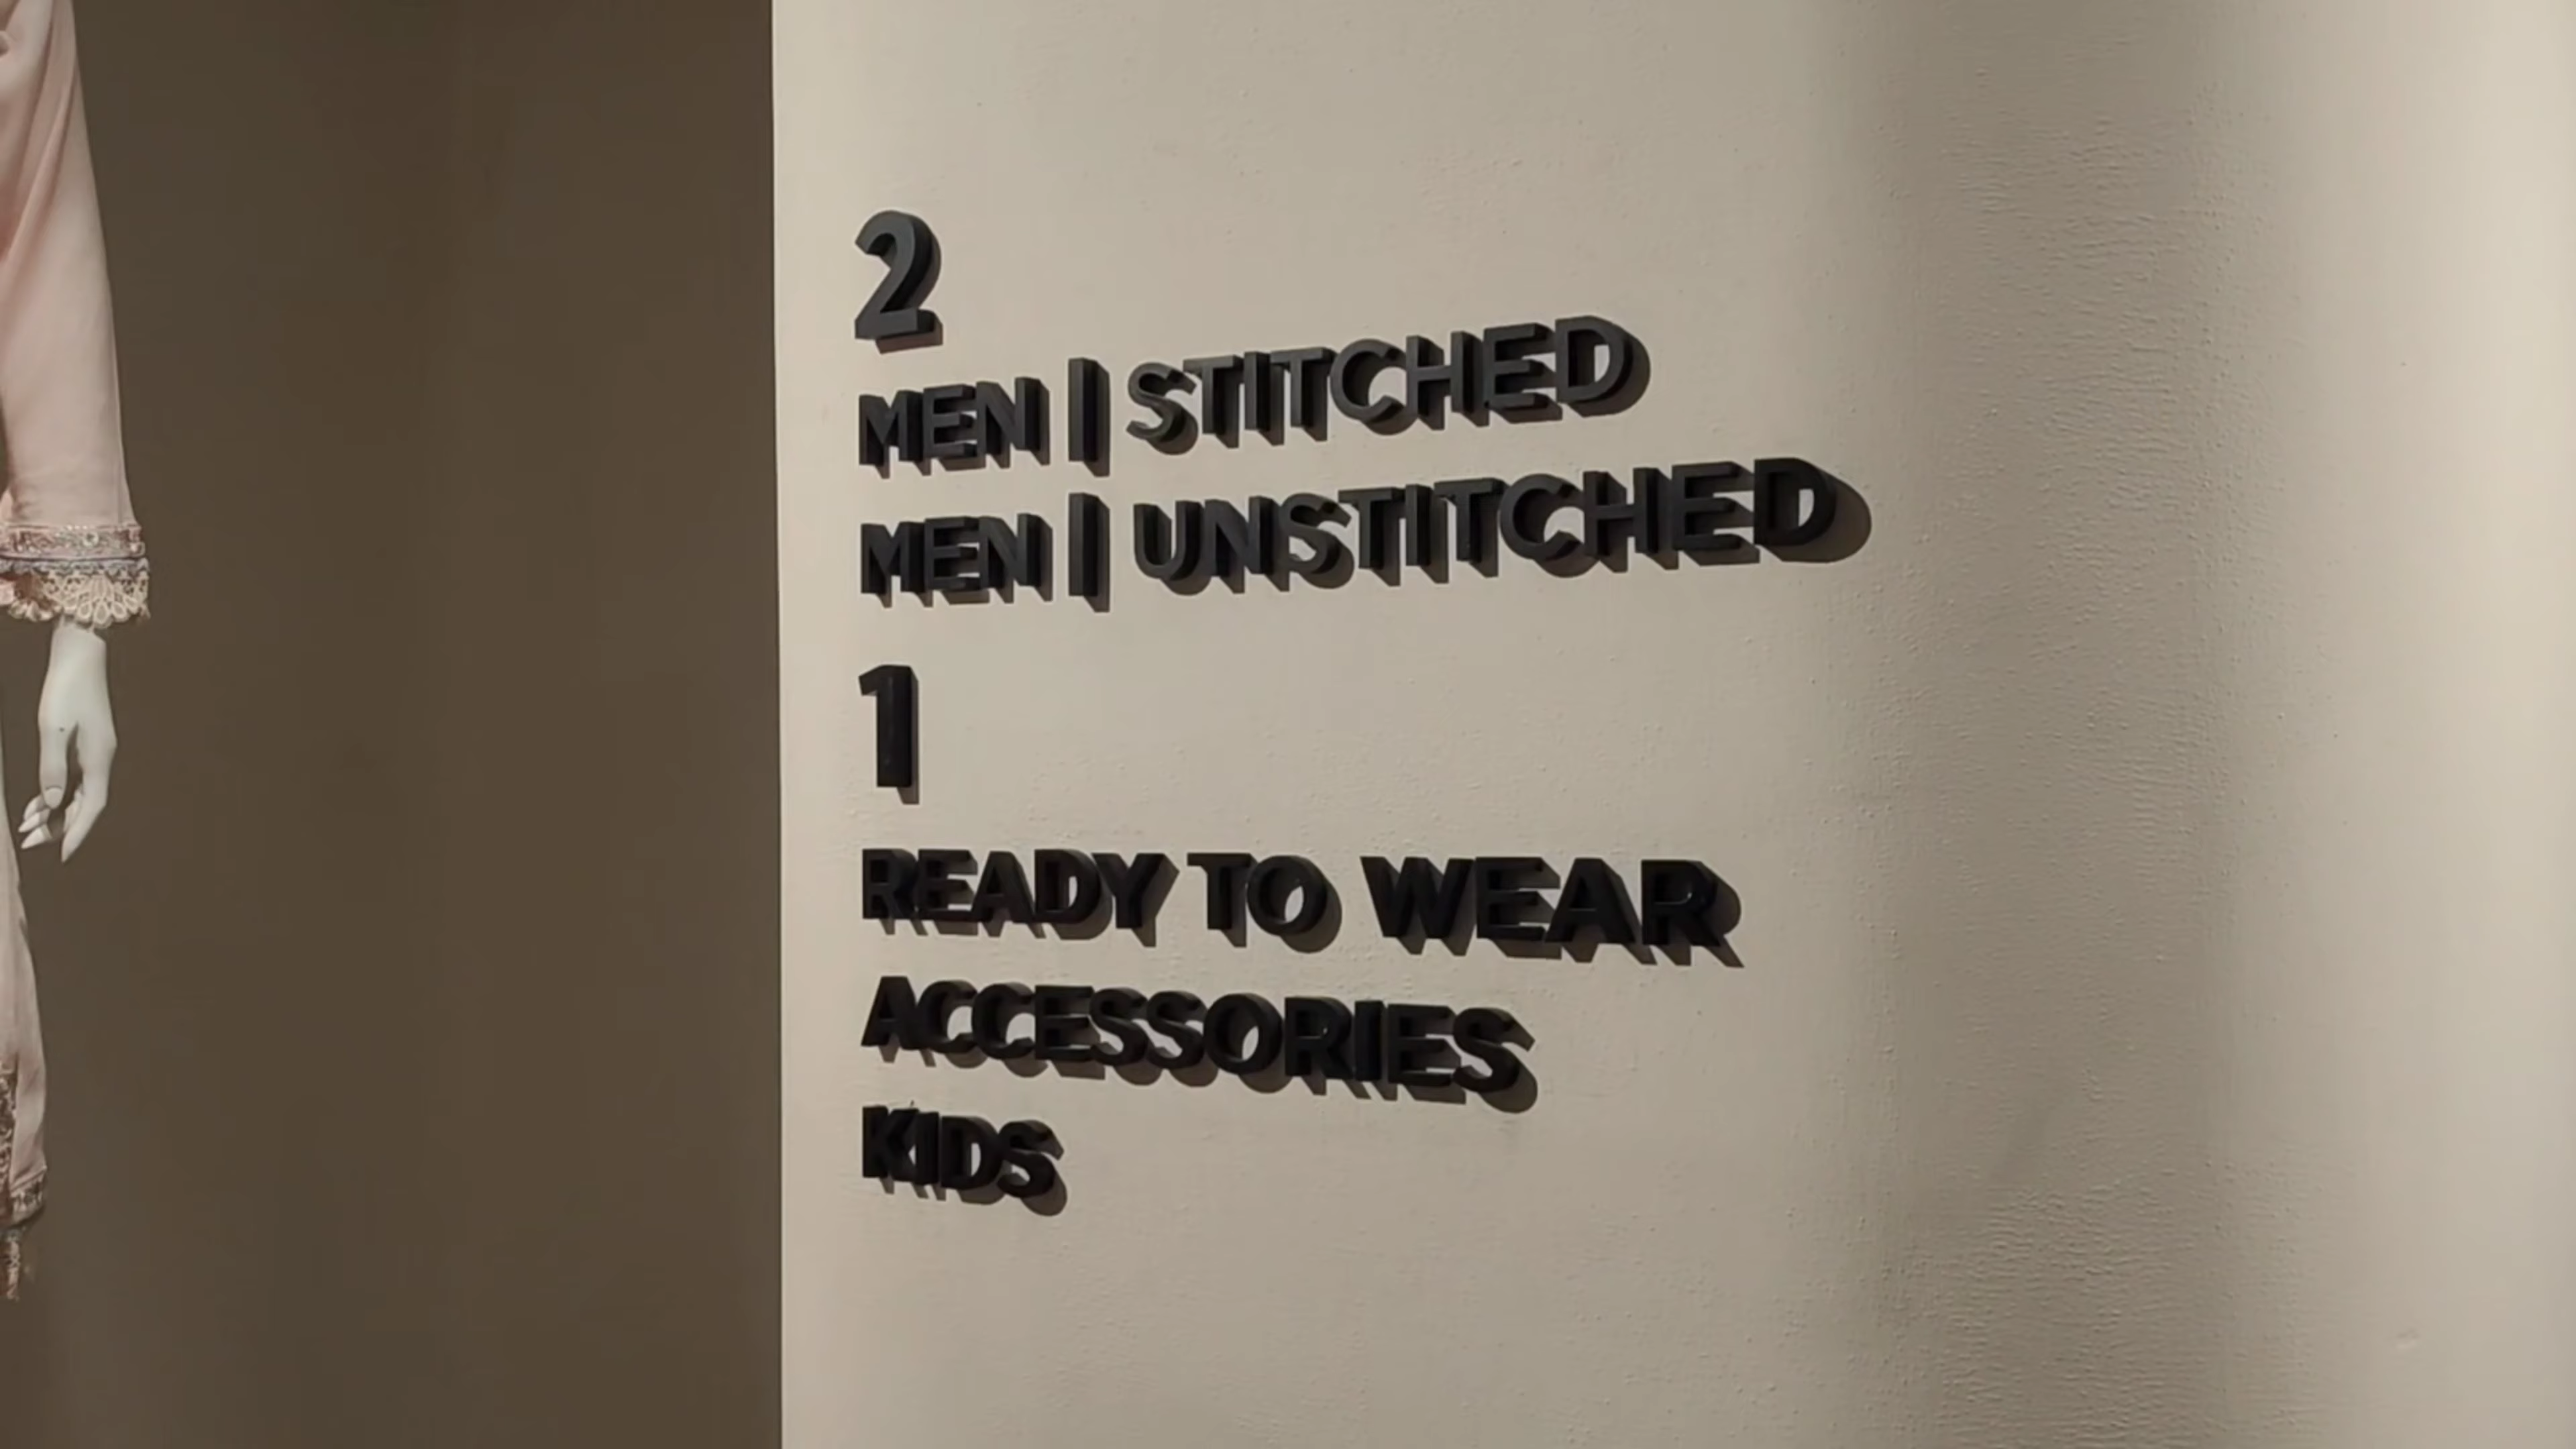 2
MEN | STITCHED
MEN | UNSTITCHED
1
READY TO WEAR
ACCESSORIES
KIDS